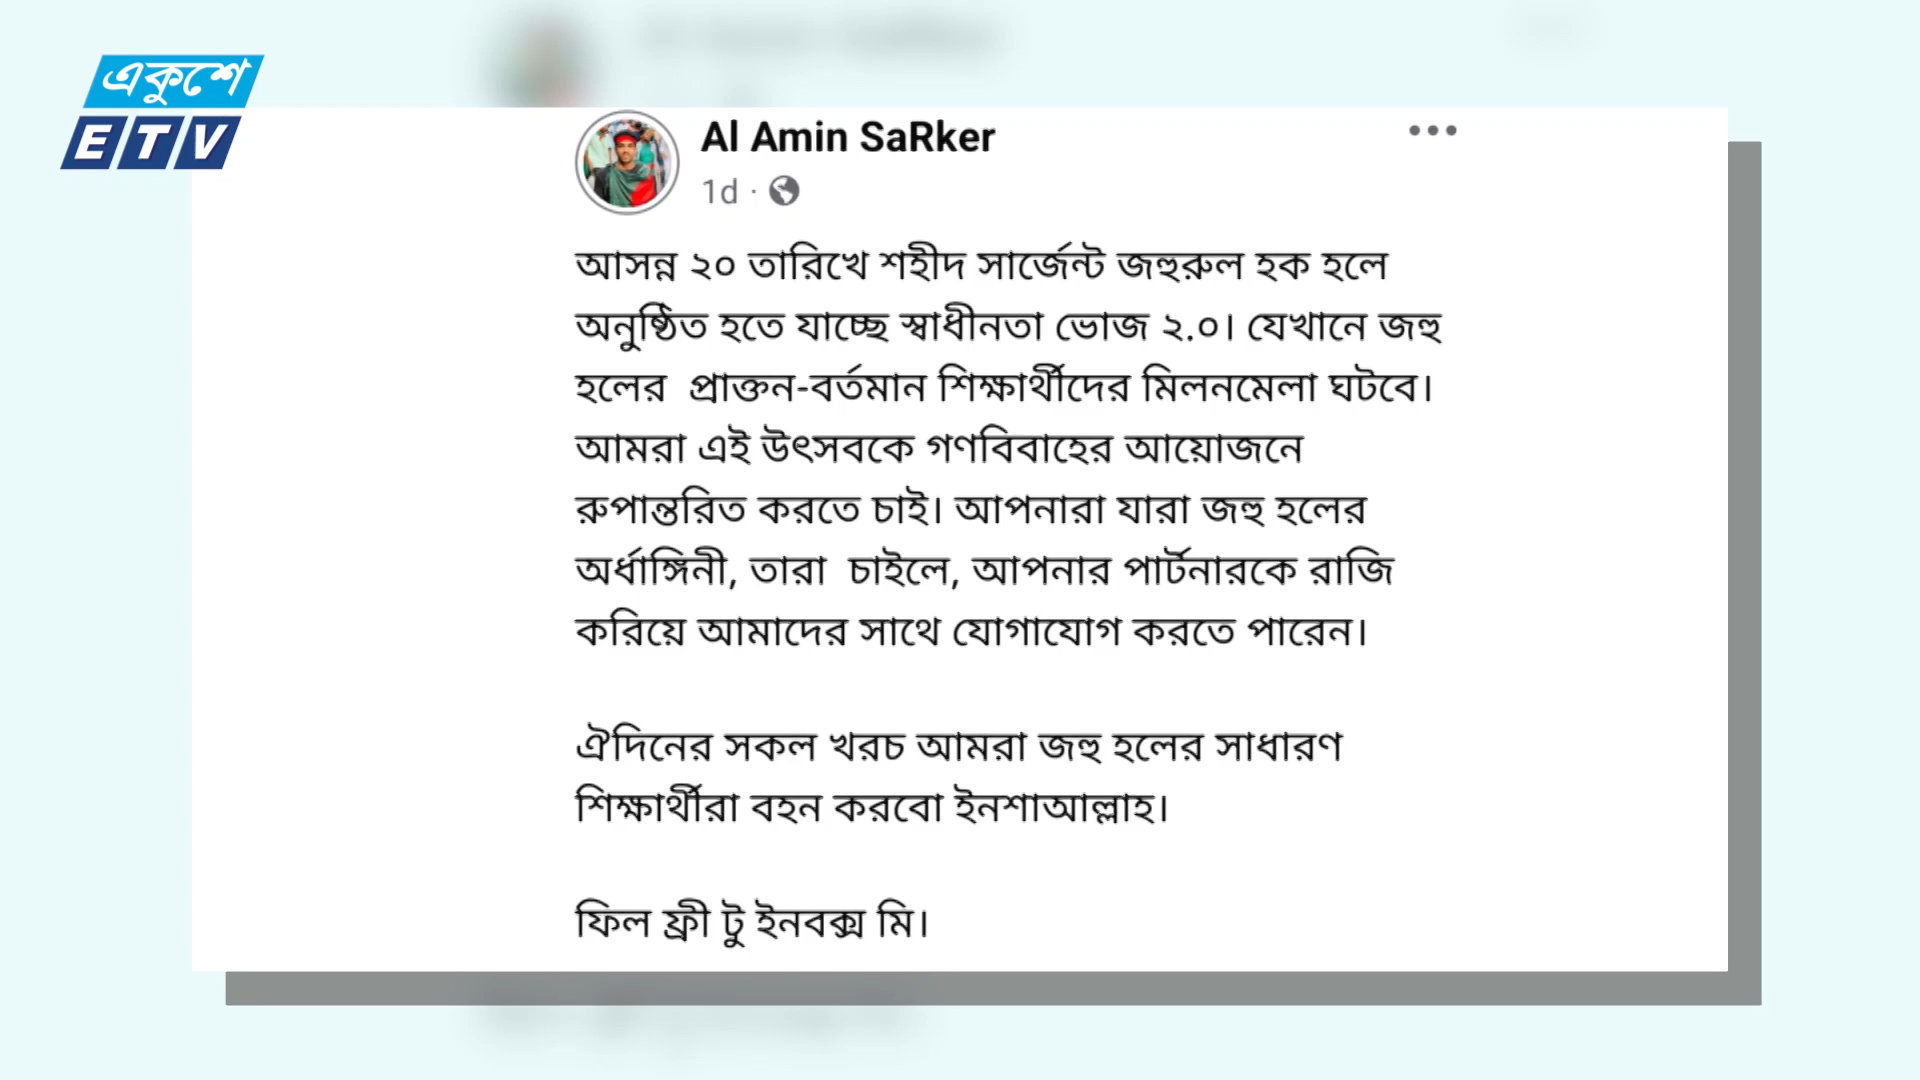 একুশে
ETV
Al Amin SaRker
1d ·
আসন্ন ২০ তারিখে শহীদ সার্জেন্ট জহুরুল হক হলে
অনুষ্ঠিত হতে যাচ্ছে স্বাধীনতা ভোজ ২.০। যেখানে জহু
হলের প্রাক্তন-বর্তমান শিক্ষার্থীদের মিলনমেলা ঘটবে।
আমরা এই উৎসবকে গণবিবাহের আয়োজনে
রুপান্তরিত করতে চাই। আপনারা যারা জহু হলের
অর্ধাঙ্গিনী, তারা চাইলে, আপনার পার্টনারকে রাজি
করিয়ে আমাদের সাথে যোগাযোগ করতে পারেন।
ঐদিনের সকল খরচ আমরা জহু হলের সাধারণ
শিক্ষার্থীরা বহন করবো ইনশাআল্লাহ।
ফিল ফ্রী টু ইনবক্স মি।